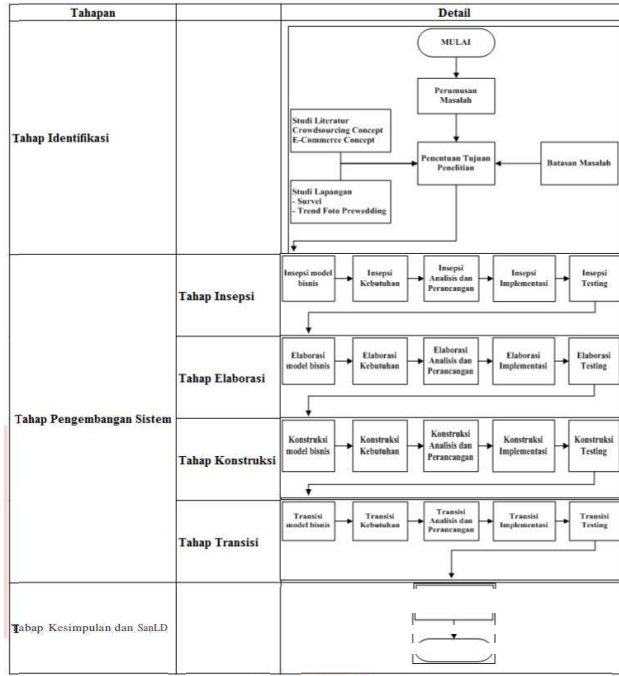 Tahapan
Detail
Tahap Identifikasi
MULAI
Perumusan
Masalah
Studi Literatur
Crowdsourcing Concept
E-Commerce Concept
Penentuan Tujuan
Penelitian
Batasan Masalah
Studi Lapangan
- Survei
- Trend Foto Prewedding
Tahap Pengembangan Sistem
Tahap Insepsi
Insepsi model
bisnis
Insepsi
Kebutuhan
Insepsi
Analisis dan
Perancangan
Insepsi
Implementasi
Insepsi
Testing
Tahap Elaborasi
Elaborasi
model bisnis
Elaborasi
Kebutuhan
Elaborasi
Analisis dan
Perancangan
Elaborasi
Implementasi
Elaborasi
Testing
Tahap Konstruksi
Konstruksi
model bisnis
Konstruksi
Kebutuhan
Konstruksi
Analisis dan
Perancangan
Konstruksi
Implementasi
Konstruksi
Testing
Tahap Transisi
Transisi
model bisnis
Transisi
Kebutuhan
Transisi
Analisis dan
Perancangan
Transisi
Implementasi
Transisi
Testing
Tabap Kesimpulan dan SanLD